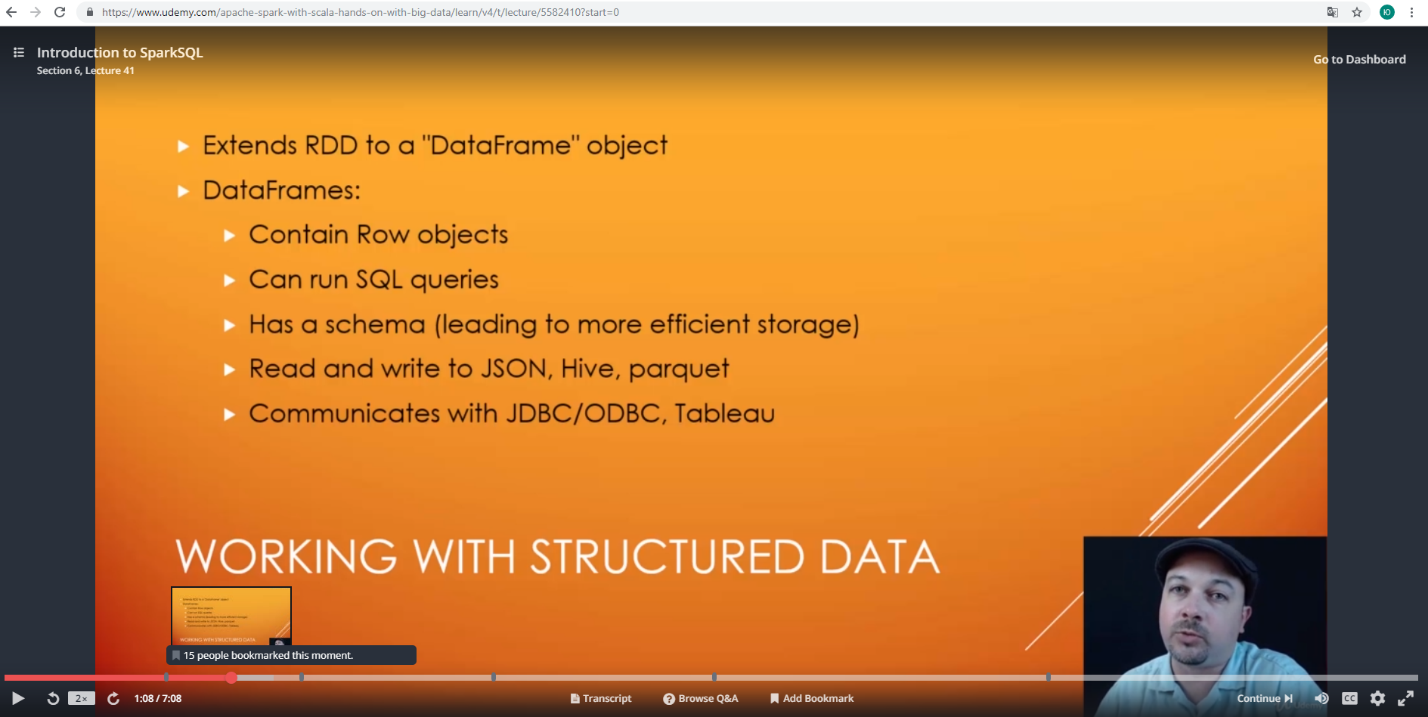 https://www.udemy.com/apache-spark-with-scala-hands-on-with-big-data/learn/v4/t/lecture/5582410?start=0
Ю
Introduction to SparkSQL
Section 6, Lecture 41
Go to Dashboard
Extends RDD to a "DataFrame" object
DataFrames:
Contain Row objects
Can run SQL queries
Has a schema (leading to more efficient storage)
Read and write to JSON, Hive, parquet
Communicates with JDBC/ODBC, Tableau
WORKING WITH STRUCTURED DATA
WORKING WITH STRUCTURED DATA
15 people bookmarked this moment.
2x
1:08 / 7:08
Transcript
Browse Q&A
Add Bookmark
Continue
CC